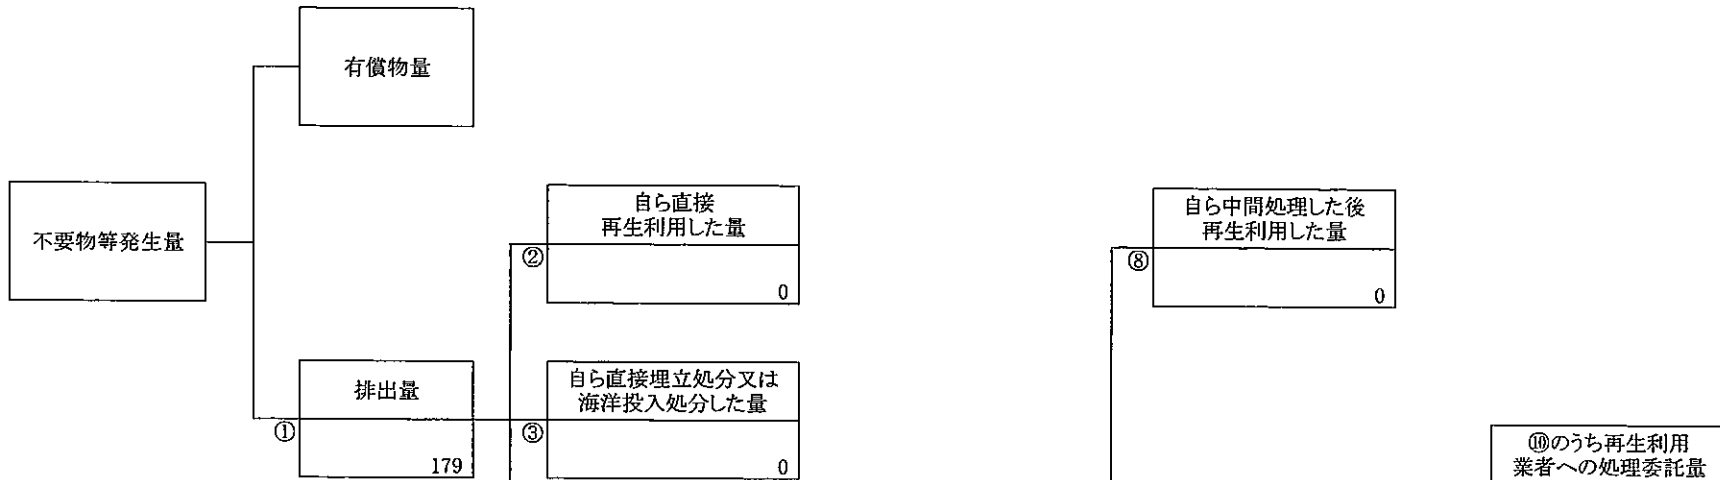 有償物量
不要物等発生量
自ら直接
再生利用した量
②
0
自ら中間処理した後
再生利用した量
⑧
0
排出量
①
179
自ら直接埋立処分又は
海洋投入処分した量
③
0
⑩のうち再生利用
業者への処理委託量